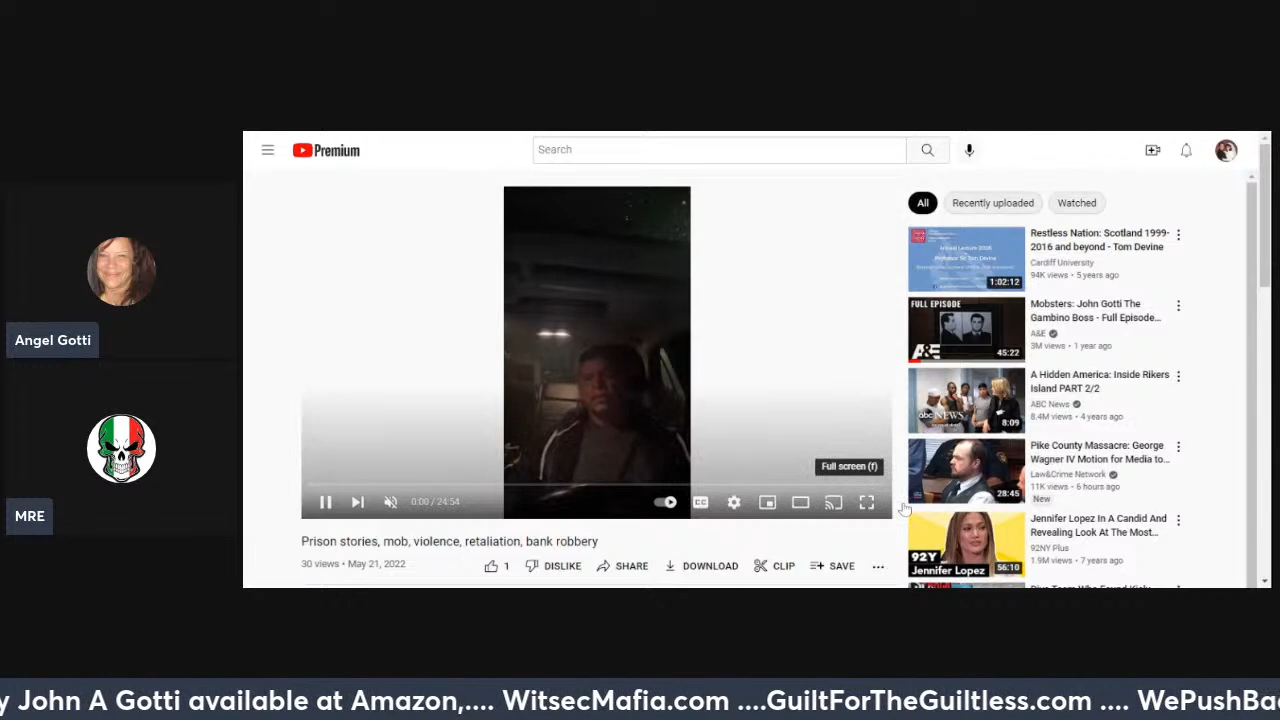 Premium
Search
All
Recently uploaded
Watched
Restless Nation: Scotland 1999-
2016 and beyond - Tom Devine
Cardiff University
94K views • 5 years ago
1:02:12
FULL EPISODE
Mobsters: John Gotti The
Gambino Boss - Full Episode...
A&E
3M views • 1 year ago
A&E
45:22
A Hidden America: Inside Rikers
Island PART 2/2
ABC News
8.4M views • 4 years ago
abc NEWS
8:09
Pike County Massacre: George
Wagner IV Motion for Media to...
Law&Crime Network
11K views • 6 hours ago
New
28:45
Jennifer Lopez In A Candid And
Revealing Look At The Most...
92NY Plus
1.9M views • 7 years ago
92Y
Jennifer Lopez
56:10
Full screen (f)
0:00 / 24:54
CC
Prison stories, mob, violence, retaliation, bank robbery
30 views • May 21, 2022
1
DISLIKE
SHARE
DOWNLOAD
CLIP
SAVE
Angel Gotti
MRE
y John A Gotti available at Amazon,.... WitsecMafia.com ....GuiltForTheGuiltless.com .... WePushBa